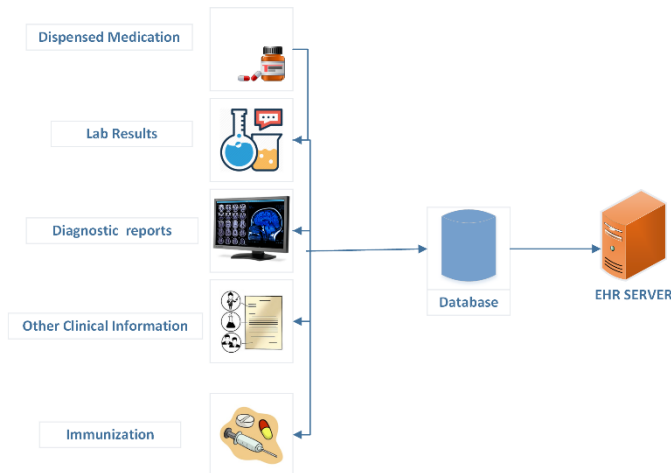 Dispensed Medication
Lab Results
Diagnostic reports
Other Clinical Information
Immunization
Database
EHR SERVER